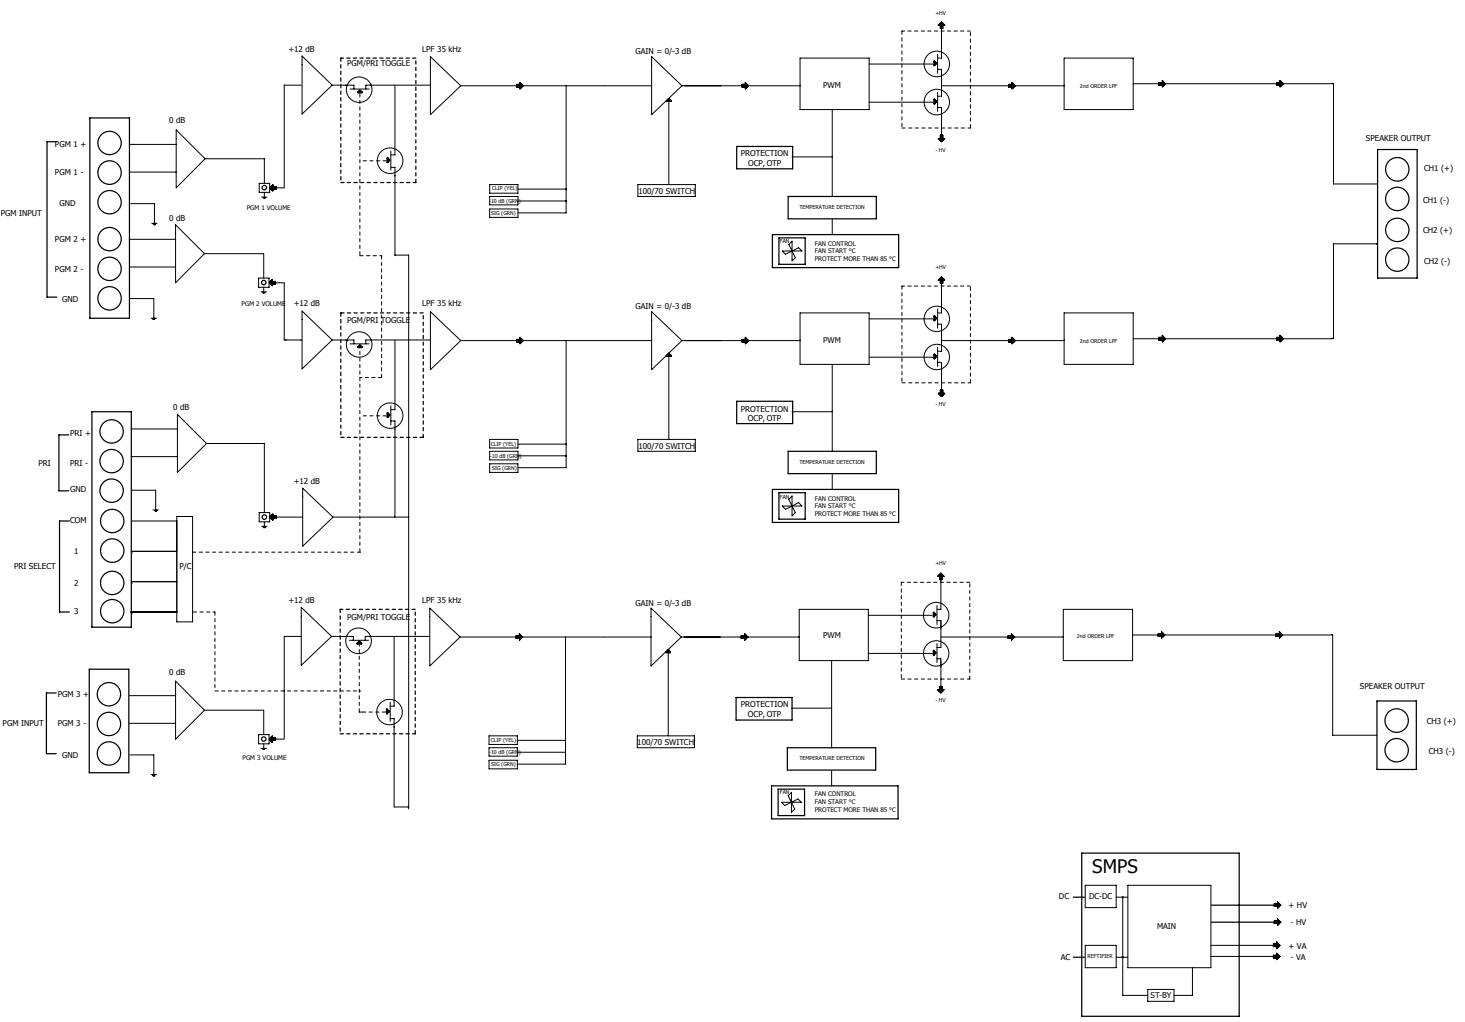 +HV
+12 dB
LPF 35 kHz
GAIN = 0/-3 dB
PGM/PRI TOGGLE
PWM
2nd ORDER LPF
0 dB
SPEAKER OUTPUT
PGM 1 +
PGM 1 -
GND
PGM INPUT
PGM 2 +
PGM 2 -
GND
PGM 1 VOLUME
0 dB
- HV
PROTECTION
OCP, OTP
CLIP (YEL)
-10 dB (GRN)
SIG (GRN)
100/70 SWITCH
TEMPERATURE DETECTION
FAN
FAN CONTROL
FAN START °C
PROTECT MORE THAN 85 °C
CH1 (+)
CH1 (-)
CH2 (+)
CH2 (-)
+HV
PGM 2 VOLUME
+12 dB
LPF 35 kHz
GAIN = 0/-3 dB
PGM/PRI TOGGLE
PWM
2nd ORDER LPF
- HV
PROTECTION
OCP, OTP
CLIP (YEL)
-10 dB (GRN)
SIG (GRN)
100/70 SWITCH
TEMPERATURE DETECTION
FAN
FAN CONTROL
FAN START °C
PROTECT MORE THAN 85 °C
0 dB
PRI +
PRI
PRI -
GND
+12 dB
COM
1
PRI SELECT
2
3
P/C
+HV
+12 dB
LPF 35 kHz
GAIN = 0/-3 dB
PGM/PRI TOGGLE
PWM
2nd ORDER LPF
0 dB
PGM 3 +
PGM INPUT
PGM 3 -
GND
PGM 3 VOLUME
- HV
PROTECTION
OCP, OTP
CLIP (YEL)
-10 dB (GRN)
SIG (GRN)
100/70 SWITCH
TEMPERATURE DETECTION
FAN
FAN CONTROL
FAN START °C
PROTECT MORE THAN 85 °C
SPEAKER OUTPUT
CH3 (+)
CH3 (-)
SMPS
DC
DC-DC
MAIN
AC
RETTIFIER
ST-BY
+ HV
- HV
+ VA
- VA